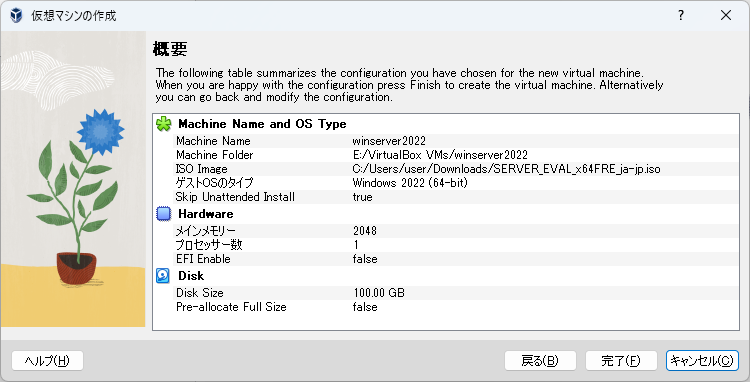 仮想マシンの作成
概要
The following table summarizes the configuration you have chosen for the new virtual machine.
When you are happy with the configuration press Finish to create the virtual machine. Alternatively
you can go back and modify the configuration.
Machine Name and OS Type
Machine Name winserver2022
Machine Folder E:/VirtualBox VMs/winserver2022
ISO Image C:/Users/user/Downloads/SERVER_EVAL_x64FRE_ja-jp.iso
ゲストOSのタイプ Windows 2022 (64-bit)
Skip Unattended Install true
Hardware
メインメモリー 2048
プロセッサー数 1
EFI Enable false
Disk
Disk Size 100.00 GB
Pre-allocate Full Size false
ヘルプ(H) 戻る(B) 完了(F) キャンセル(C)